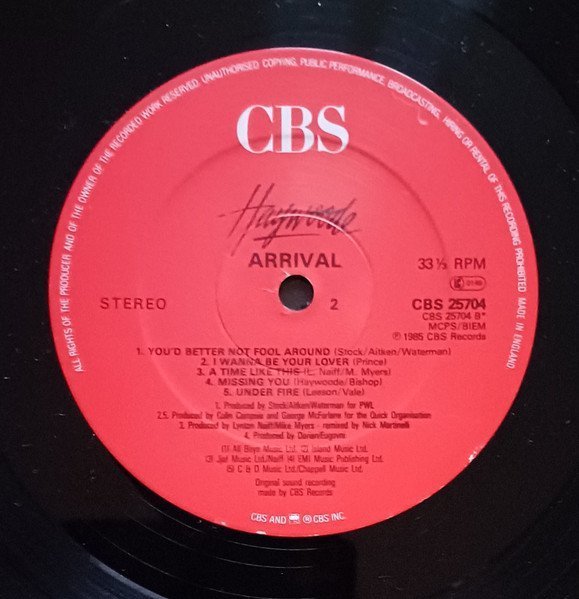 ALL RIGHTS OF THE PRODUCER AND OF THE OWNER OF THE RECORDED WORK RESERVED. UNAUTHORISED COPYING, PUBLIC PERFORMANCE, BROADCASTING, HIRING OR RENTAL OF THIS RECORDING PROHIBITED MADE IN ENGLAND
CBS
Haywoode
ARRIVAL
33⅓ RPM
STEREO
2
CBS 25704
CBS 25704 B*
MCPS/BIEM
℗ 1985 CBS Records
1. YOU'D BETTER NOT FOOL AROUND (Stock/Aitken/Waterman)
2. I WANNA BE YOUR LOVER (Prince)
3. A TIME LIKE THIS (L. Naiff/M. Myers)
4. MISSING YOU (Haywoode/Bishop)
5. UNDER FIRE (Leeson/Vale)
1. Produced by Stock/Aitken/Waterman for PWL
2,5. Produced by Colin Campsie and George McFarlane for the Quick Organisation
3. Produced by Lynton Naiff/Mike Myers - remixed by Nick Martinelli
4. Produced by
(1) All Boys Music Ltd. (2) Island Music Ltd.
(3) Jief Music Ltd/Naiff (4) EMI Music Publishing Ltd.
(5) C & D Music Ltd/Chappell Music Ltd.
Original sound recording
made by CBS Records
CBS AND ® CBS INC.